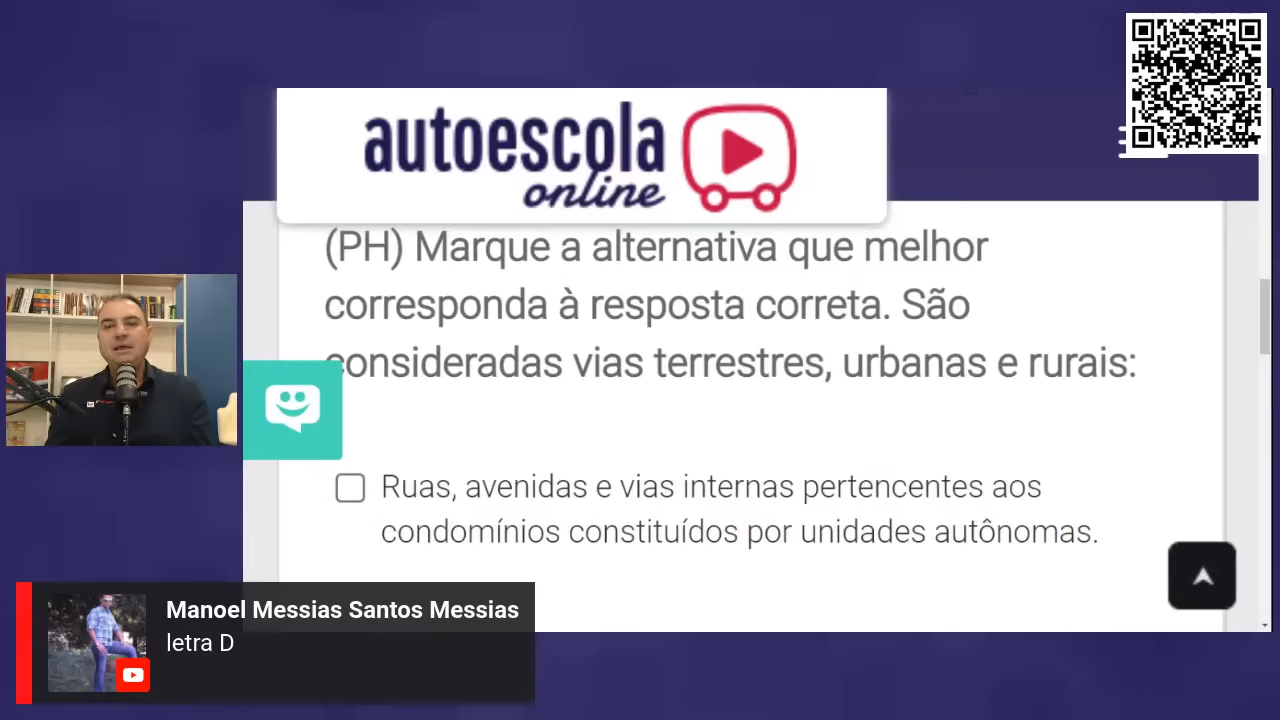 autoescola
online
(PH) Marque a alternativa que melhor
corresponda à resposta correta. São
consideradas vias terrestres, urbanas e rurais:
Ruas, avenidas e vias internas pertencentes aos
condomínios constituídos por unidades autônomas.
Manoel Messias Santos Messias
letra D